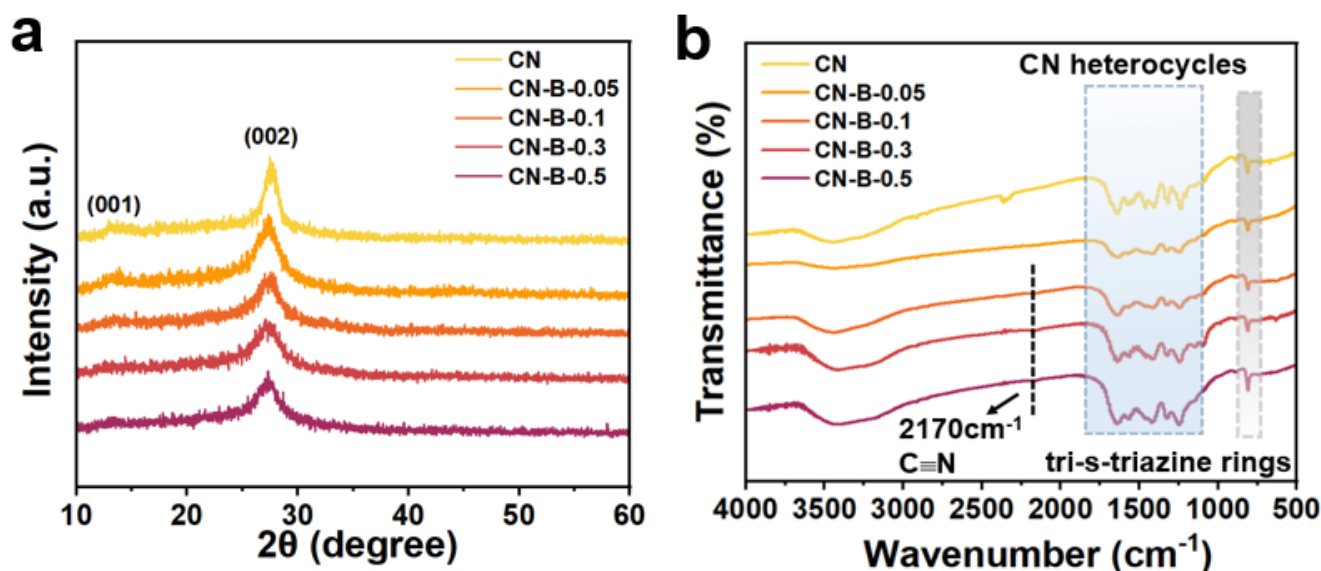 a
CN
CN-B-0.05
CN-B-0.1
CN-B-0.3
CN-B-0.5
(002)
(001)
Intensity (a.u.)
10 20 30 40 50 60
2θ (degree)
b
CN
CN-B-0.05
CN-B-0.1
CN-B-0.3
CN-B-0.5
CN heterocycles
Transmittance (%)
2170cm⁻¹
C≡N
tri-s-triazine rings
4000 3500 3000 2500 2000 1500 1000 500
Wavenumber (cm⁻¹)